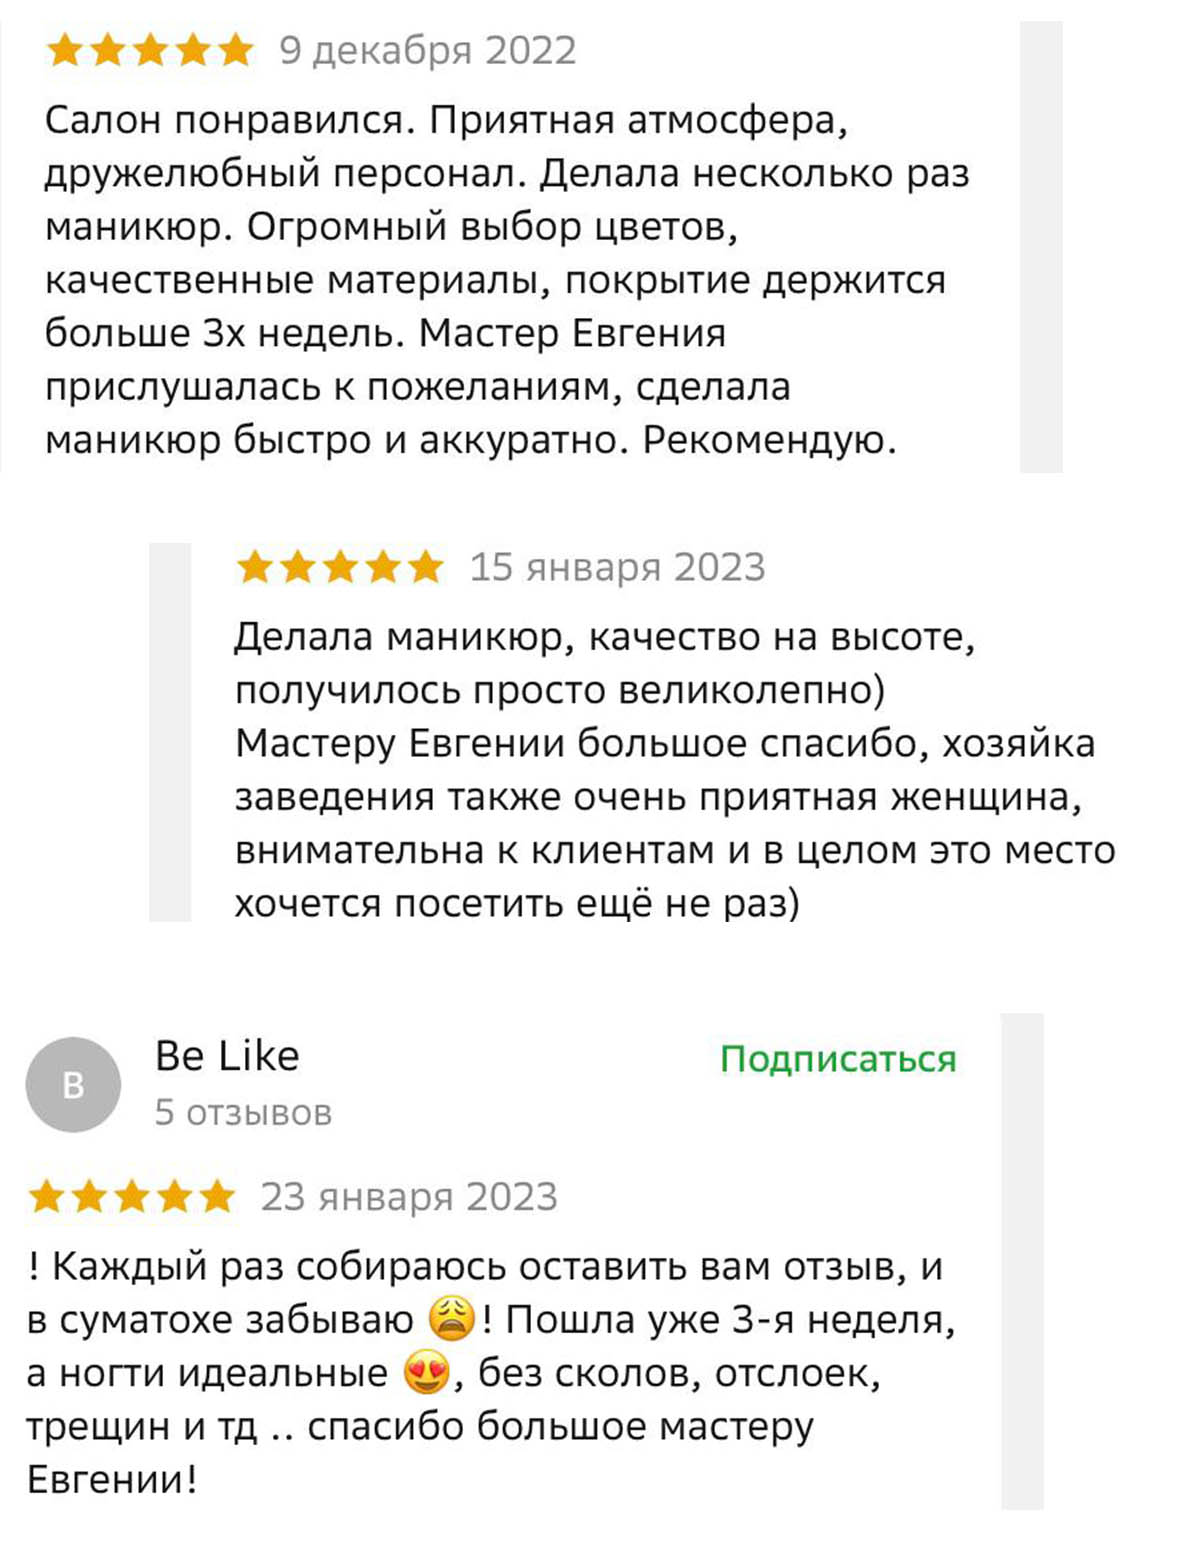 9 декабря 2022
Салон понравился. Приятная атмосфера,
дружелюбный персонал. Делала несколько раз
маникюр. Огромный выбор цветов,
качественные материалы, покрытие держится
больше 3х недель. Мастер Евгения
прислушалась к пожеланиям, сделала
маникюр быстро и аккуратно. Рекомендую.
15 января 2023
Делала маникюр, качество на высоте,
получилось просто великолепно)
Мастеру Евгении большое спасибо, хозяйка
заведения также очень приятная женщина,
внимательна к клиентам и в целом это место
хочется посетить ещё не раз)
B
Be Like
Подписаться
5 отзывов
23 января 2023
! Каждый раз собираюсь оставить вам отзыв, и
в суматохе забываю 😩! Пошла уже 3-я неделя,
а ногти идеальные 😍, без сколов, отслоек,
трещин и тд .. спасибо большое мастеру
Евгении!